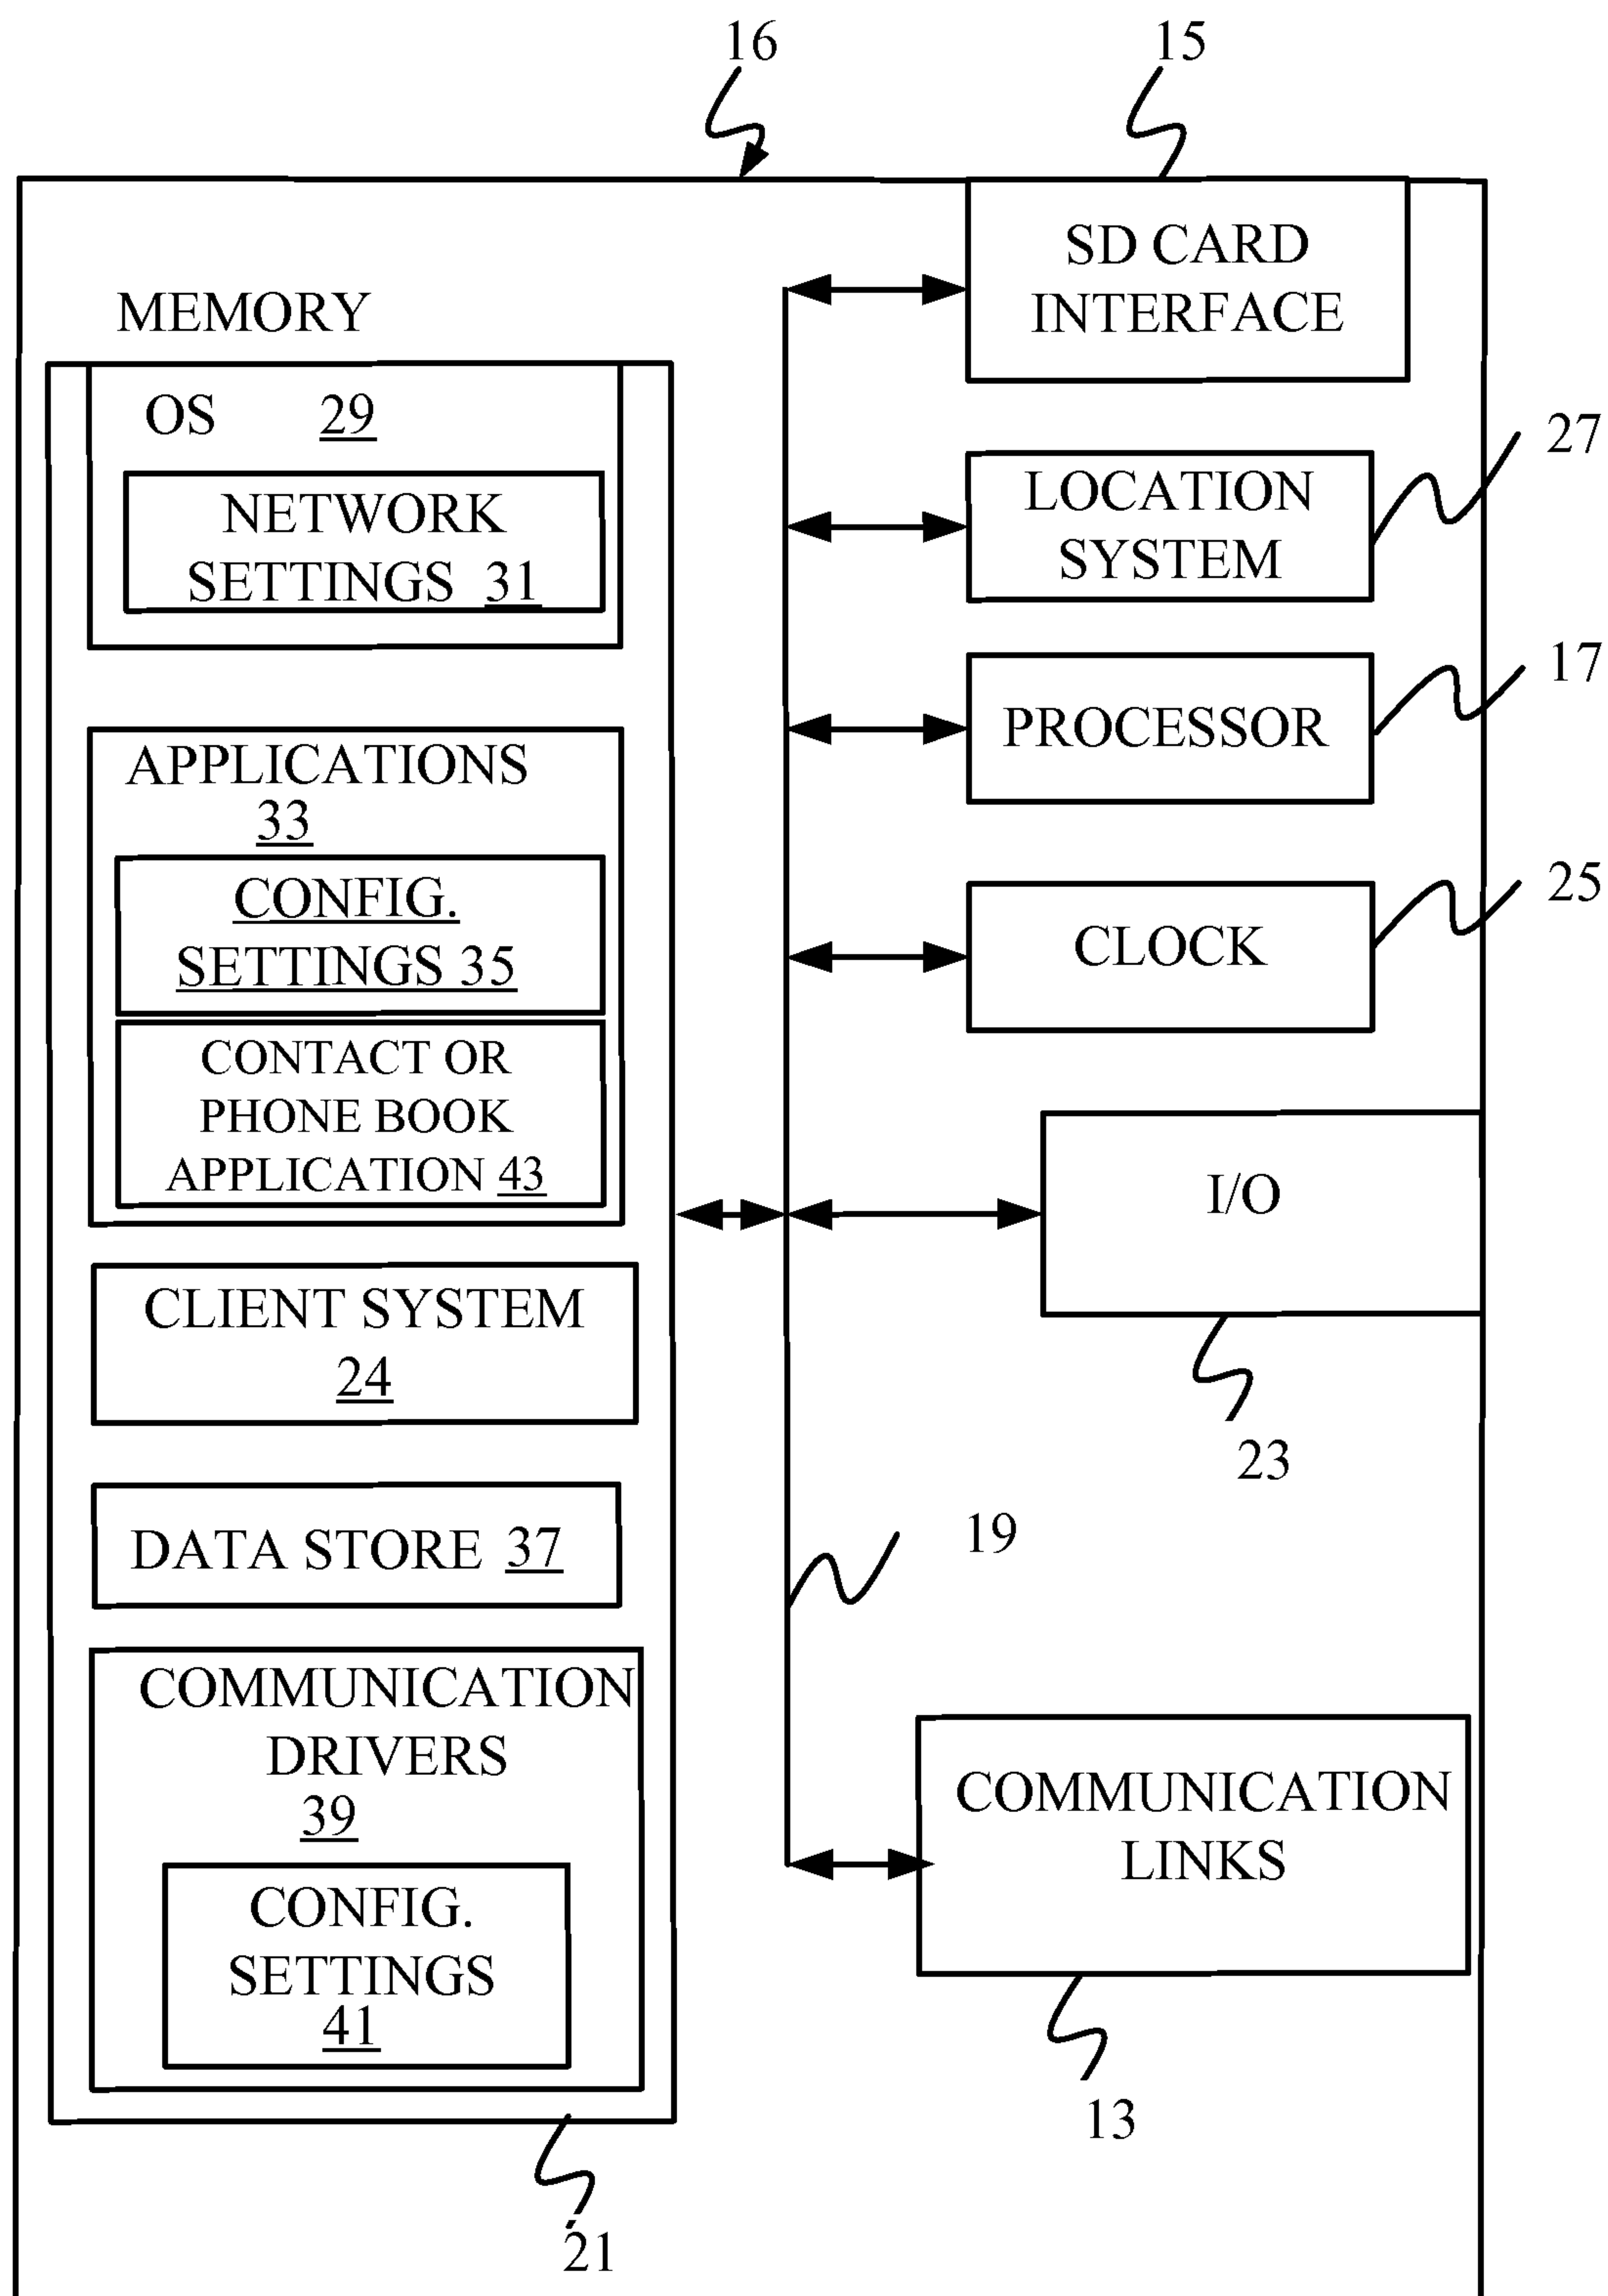 16
15
SD CARD
INTERFACE
MEMORY
OS 29
NETWORK
SETTINGS 31
27
LOCATION
SYSTEM
17
PROCESSOR
APPLICATIONS
33
CONFIG.
SETTINGS 35
25
CLOCK
CONTACT OR
PHONE BOOK
APPLICATION 43
I/O
23
CLIENT SYSTEM
24
19
DATA STORE 37
COMMUNICATION
DRIVERS
39
CONFIG.
SETTINGS
41
COMMUNICATION
LINKS
13
21